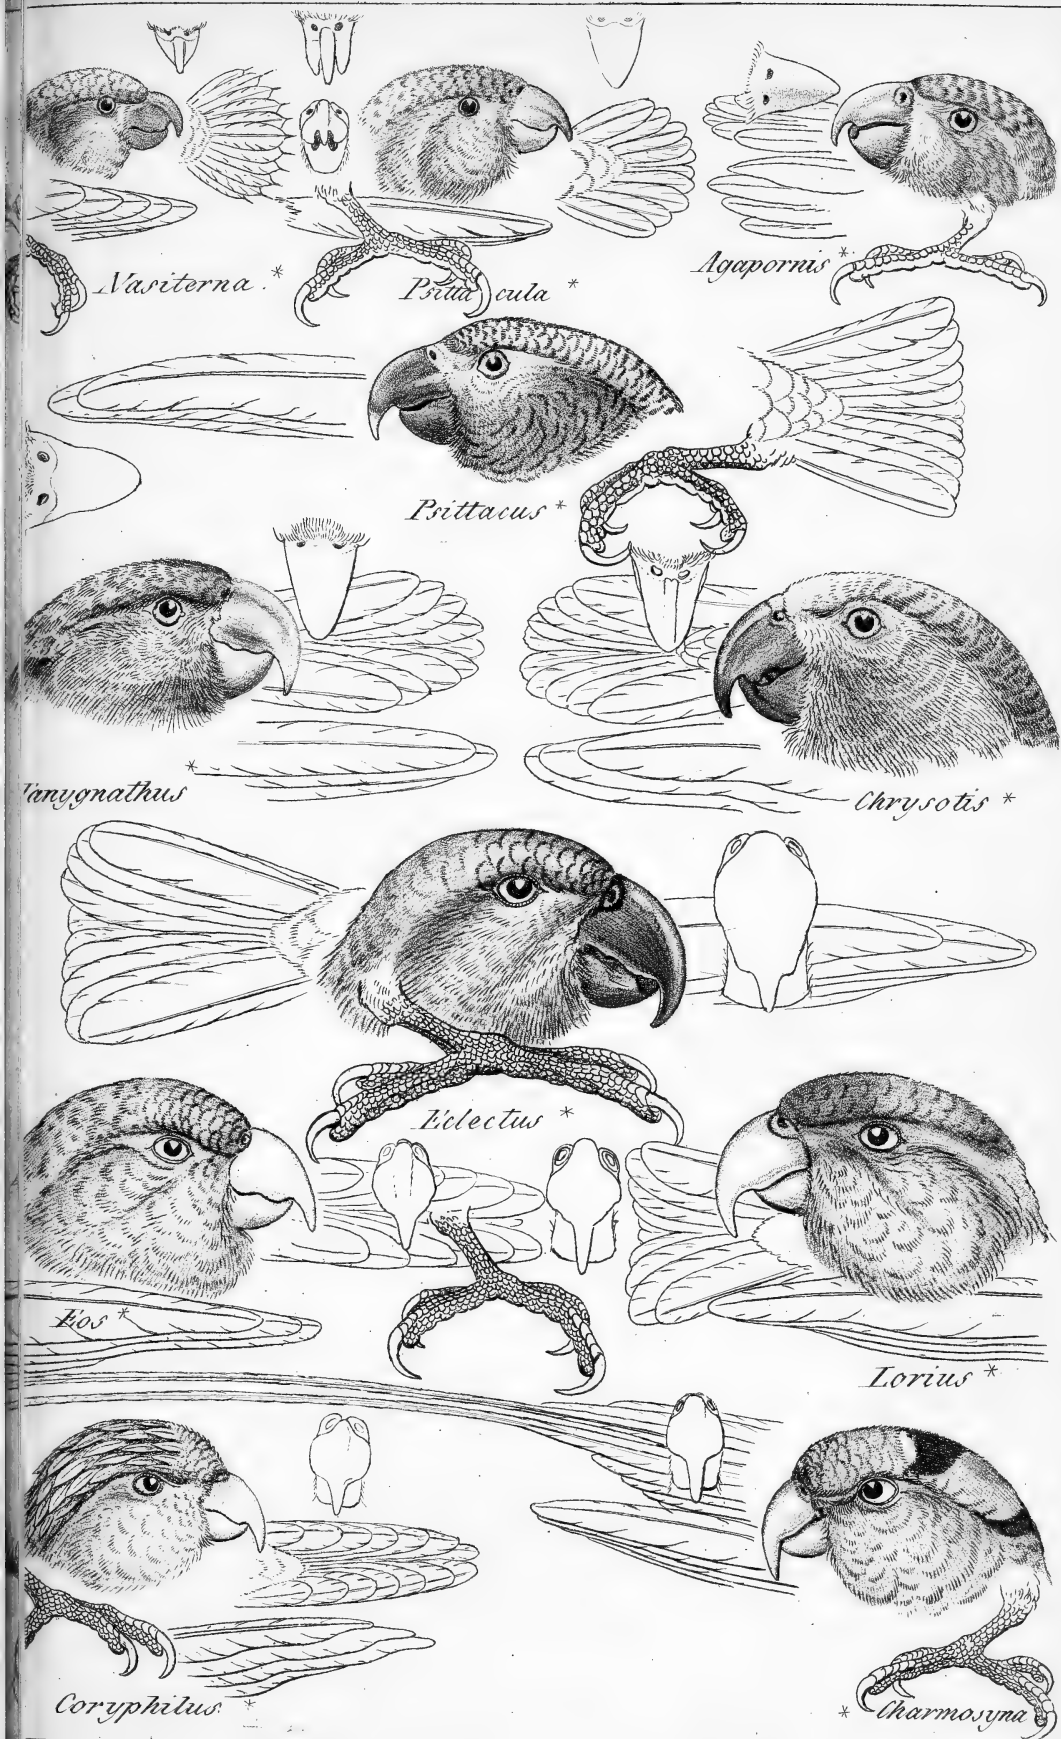 Nasiterna. *
Psittacula *
Agapornis *
Psittacus *
Tanygnathus *
Chrysotis *
Eclectus *
Eos *
Lorius *
Coryphilus *
* Charmosyna